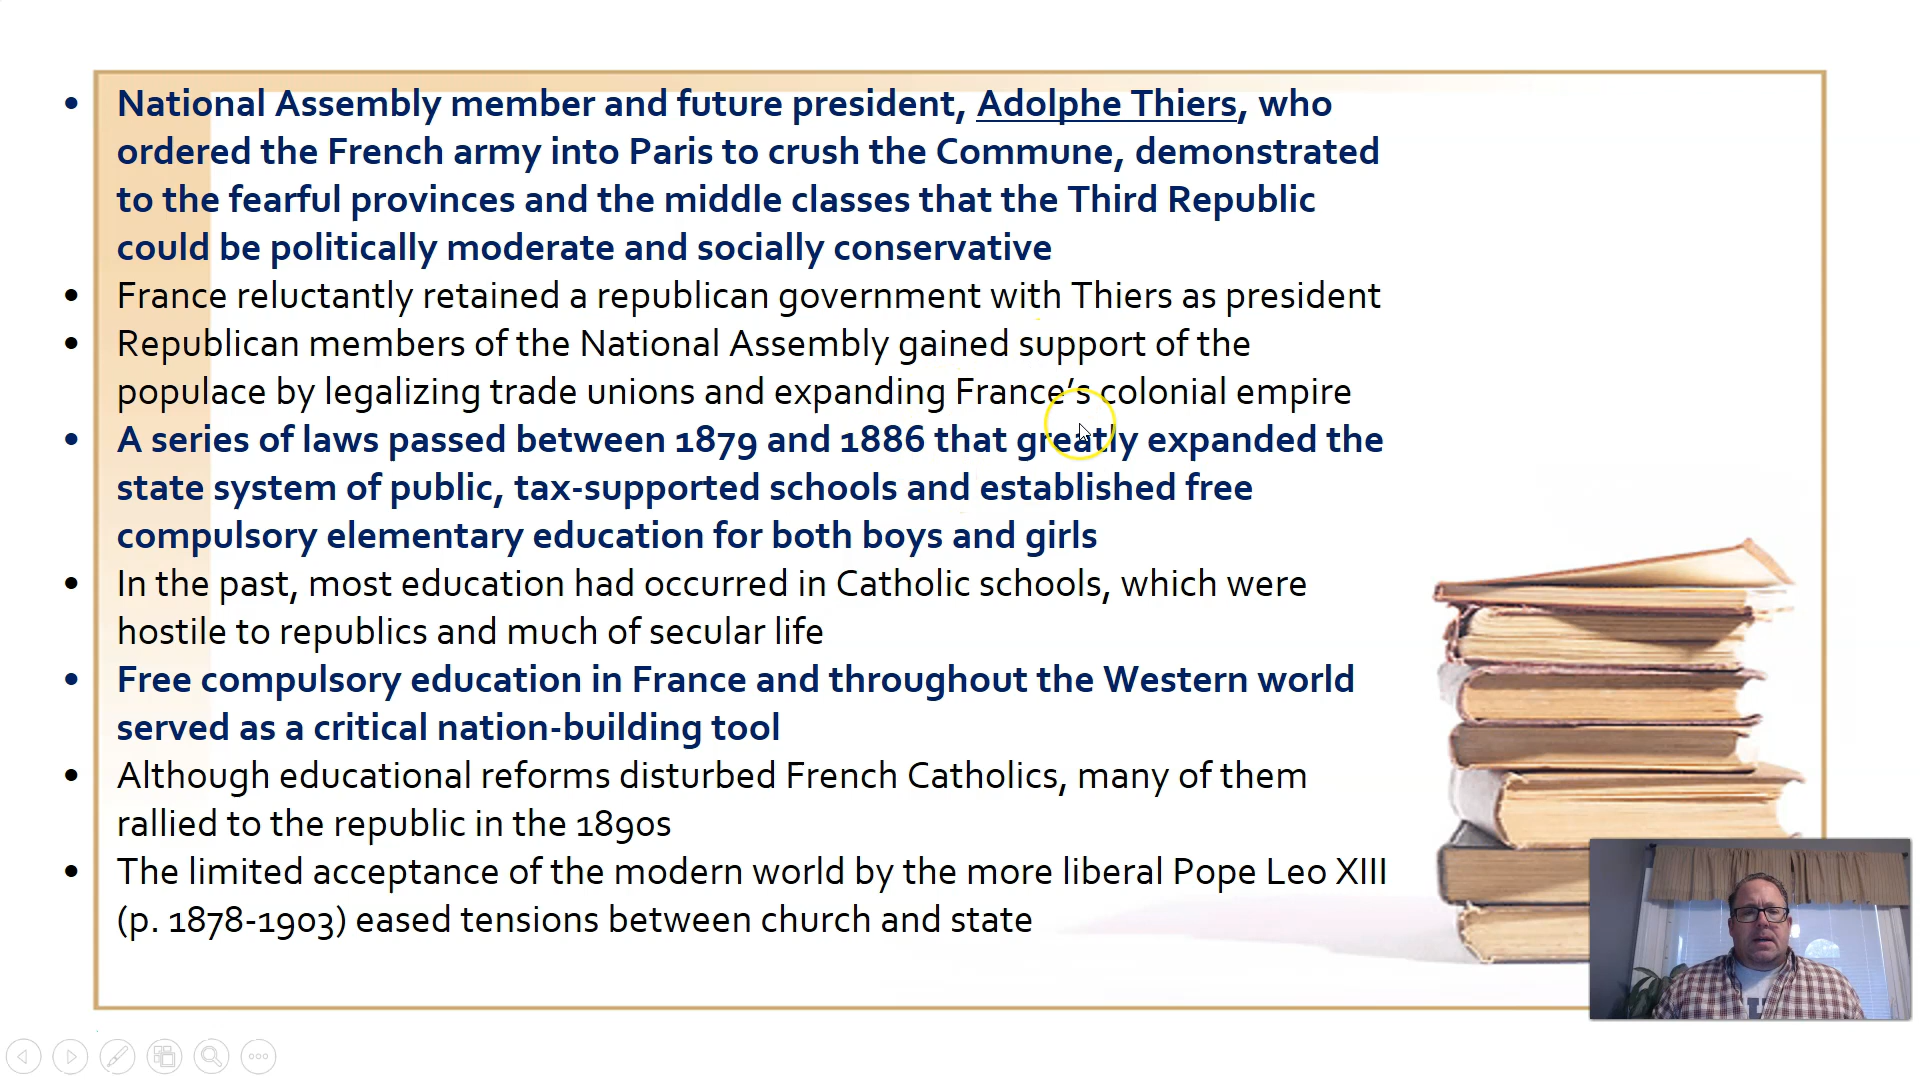 • National Assembly member and future president, Adolphe Thiers, who
ordered the French army into Paris to crush the Commune, demonstrated
to the fearful provinces and the middle classes that the Third Republic
could be politically moderate and socially conservative
• France reluctantly retained a republican government with Thiers as president
• Republican members of the National Assembly gained support of the
populace by legalizing trade unions and expanding France’s colonial empire
• A series of laws passed between 1879 and 1886 that greatly expanded the
state system of public, tax-supported schools and established free
compulsory elementary education for both boys and girls
• In the past, most education had occurred in Catholic schools, which were
hostile to republics and much of secular life
• Free compulsory education in France and throughout the Western world
served as a critical nation-building tool
• Although educational reforms disturbed French Catholics, many of them
rallied to the republic in the 1890s
• The limited acceptance of the modern world by the more liberal Pope Leo XIII
(p. 1878-1903) eased tensions between church and state